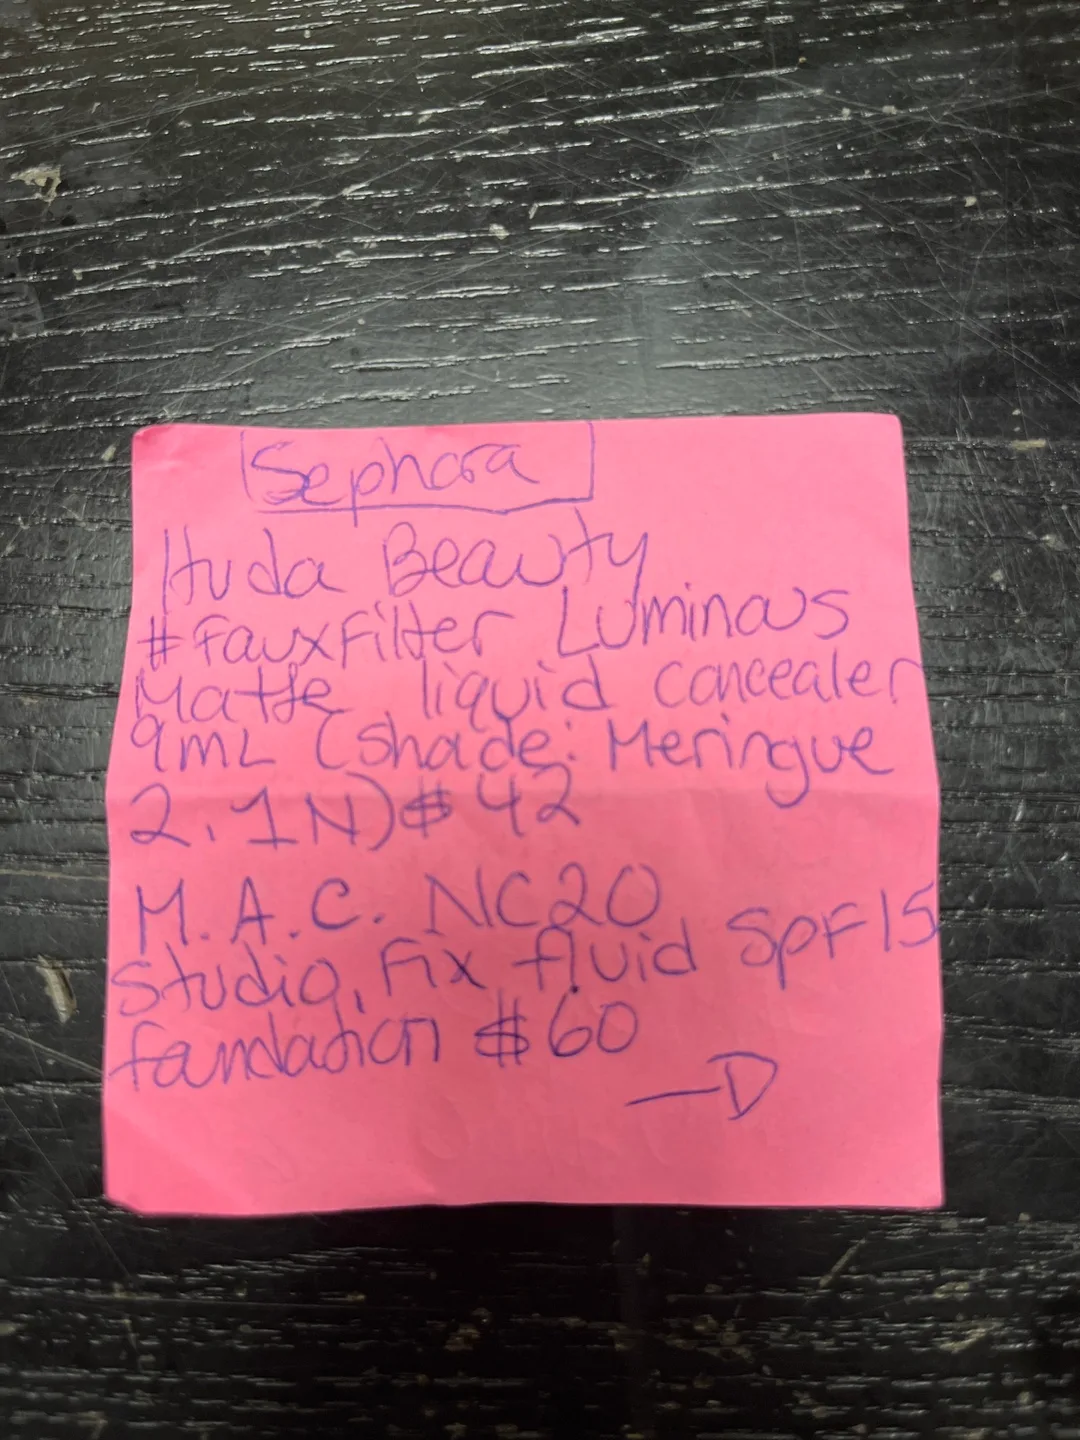 Sephora
Huda Beauty
#FauxFilter Luminous
Matte liquid concealer
9mL (Shade: Meringue
2.1N) $42
M.A.C. NC20
Studio, Fix fluid SPF15
foundation $60